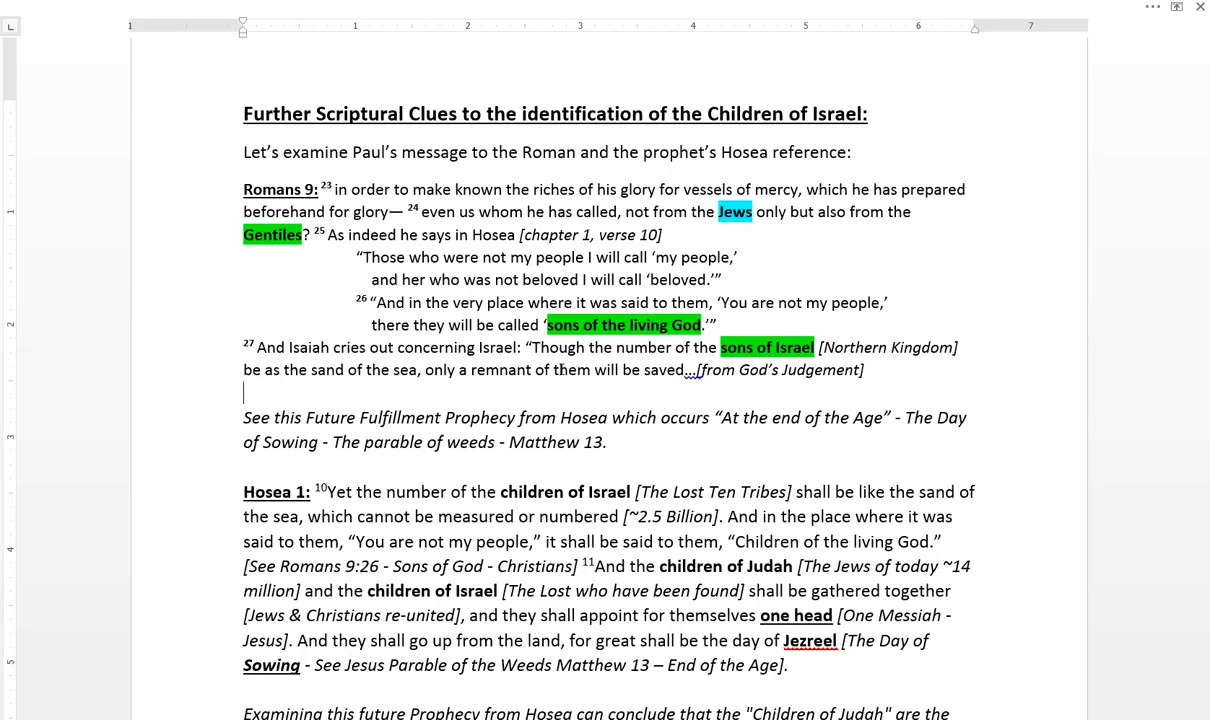 1 1 2 3 4 5 6 7
Further Scriptural Clues to the identification of the Children of Israel:
Let’s examine Paul’s message to the Roman and the prophet’s Hosea reference:
Romans 9: 23 in order to make known the riches of his glory for vessels of mercy, which he has prepared
beforehand for glory— 24 even us whom he has called, not from the Jews only but also from the
Gentiles? 25 As indeed he says in Hosea [chapter 1, verse 10]
“Those who were not my people I will call ‘my people,’
and her who was not beloved I will call ‘beloved.’”
26 “And in the very place where it was said to them, ‘You are not my people,’
there they will be called ‘sons of the living God.’”
27 And Isaiah cries out concerning Israel: “Though the number of the sons of Israel [Northern Kingdom]
be as the sand of the sea, only a remnant of them will be saved…[from God’s Judgement]
See this Future Fulfillment Prophecy from Hosea which occurs “At the end of the Age” - The Day
of Sowing - The parable of weeds - Matthew 13.
Hosea 1: 10Yet the number of the children of Israel [The Lost Ten Tribes] shall be like the sand of
the sea, which cannot be measured or numbered [~2.5 Billion]. And in the place where it was
said to them, “You are not my people,” it shall be said to them, “Children of the living God.”
[See Romans 9:26 - Sons of God - Christians] 11And the children of Judah [The Jews of today ~14
million] and the children of Israel [The Lost who have been found] shall be gathered together
[Jews & Christians re-united], and they shall appoint for themselves one head [One Messiah -
Jesus]. And they shall go up from the land, for great shall be the day of Jezreel [The Day of
Sowing - See Jesus Parable of the Weeds Matthew 13 – End of the Age].
Examining this future Prophecy from Hosea can conclude that the "Children of Judah" are the
1
2
3
4
5